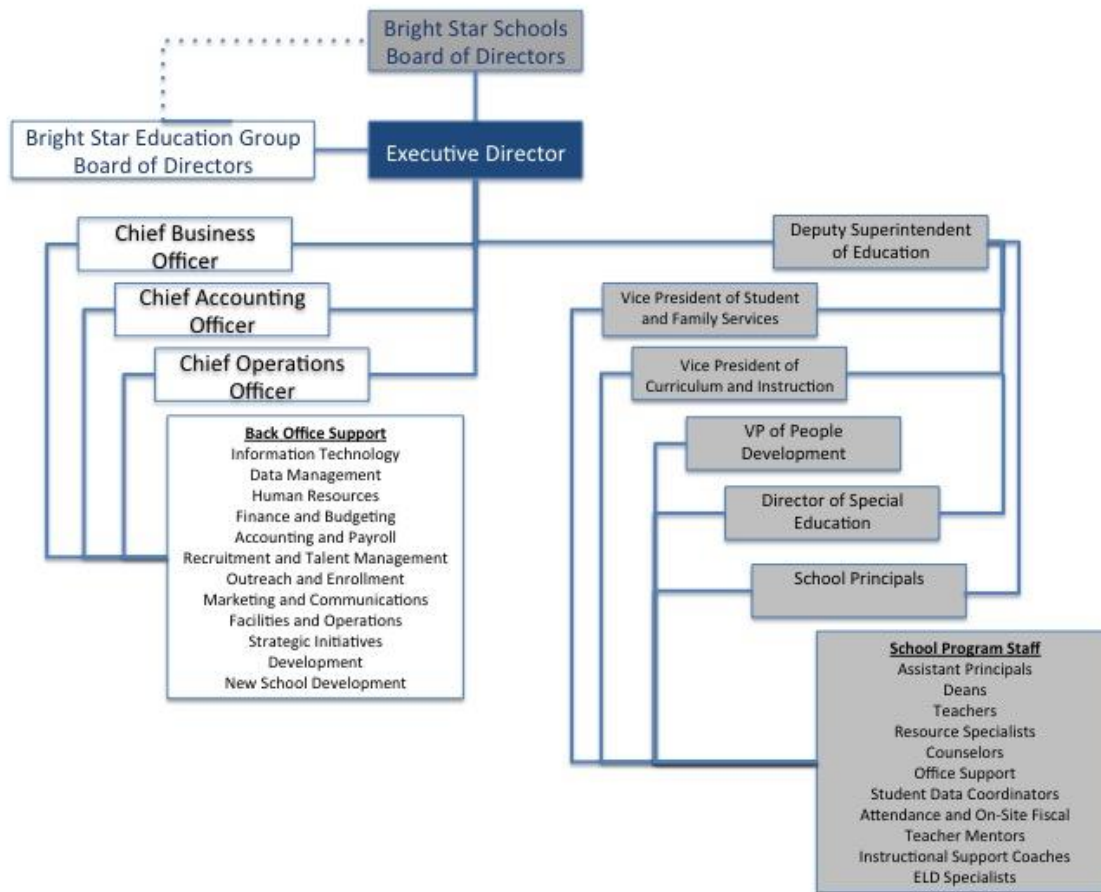 Bright Star Schools
Board of Directors
Bright Star Education Group
Board of Directors
Executive Director
Chief Business
Officer
Chief Accounting
Officer
Chief Operations
Officer
Back Office Support
Information Technology
Data Management
Human Resources
Finance and Budgeting
Accounting and Payroll
Recruitment and Talent Management
Outreach and Enrollment
Marketing and Communications
Facilities and Operations
Strategic Initiatives
Development
New School Development
Deputy Superintendent
of Education
Vice President of Student
and Family Services
Vice President of
Curriculum and Instruction
VP of People
Development
Director of Special
Education
School Principals
School Program Staff
Assistant Principals
Deans
Teachers
Resource Specialists
Counselors
Office Support
Student Data Coordinators
Attendance and On-Site Fiscal
Teacher Mentors
Instructional Support Coaches
ELD Specialists